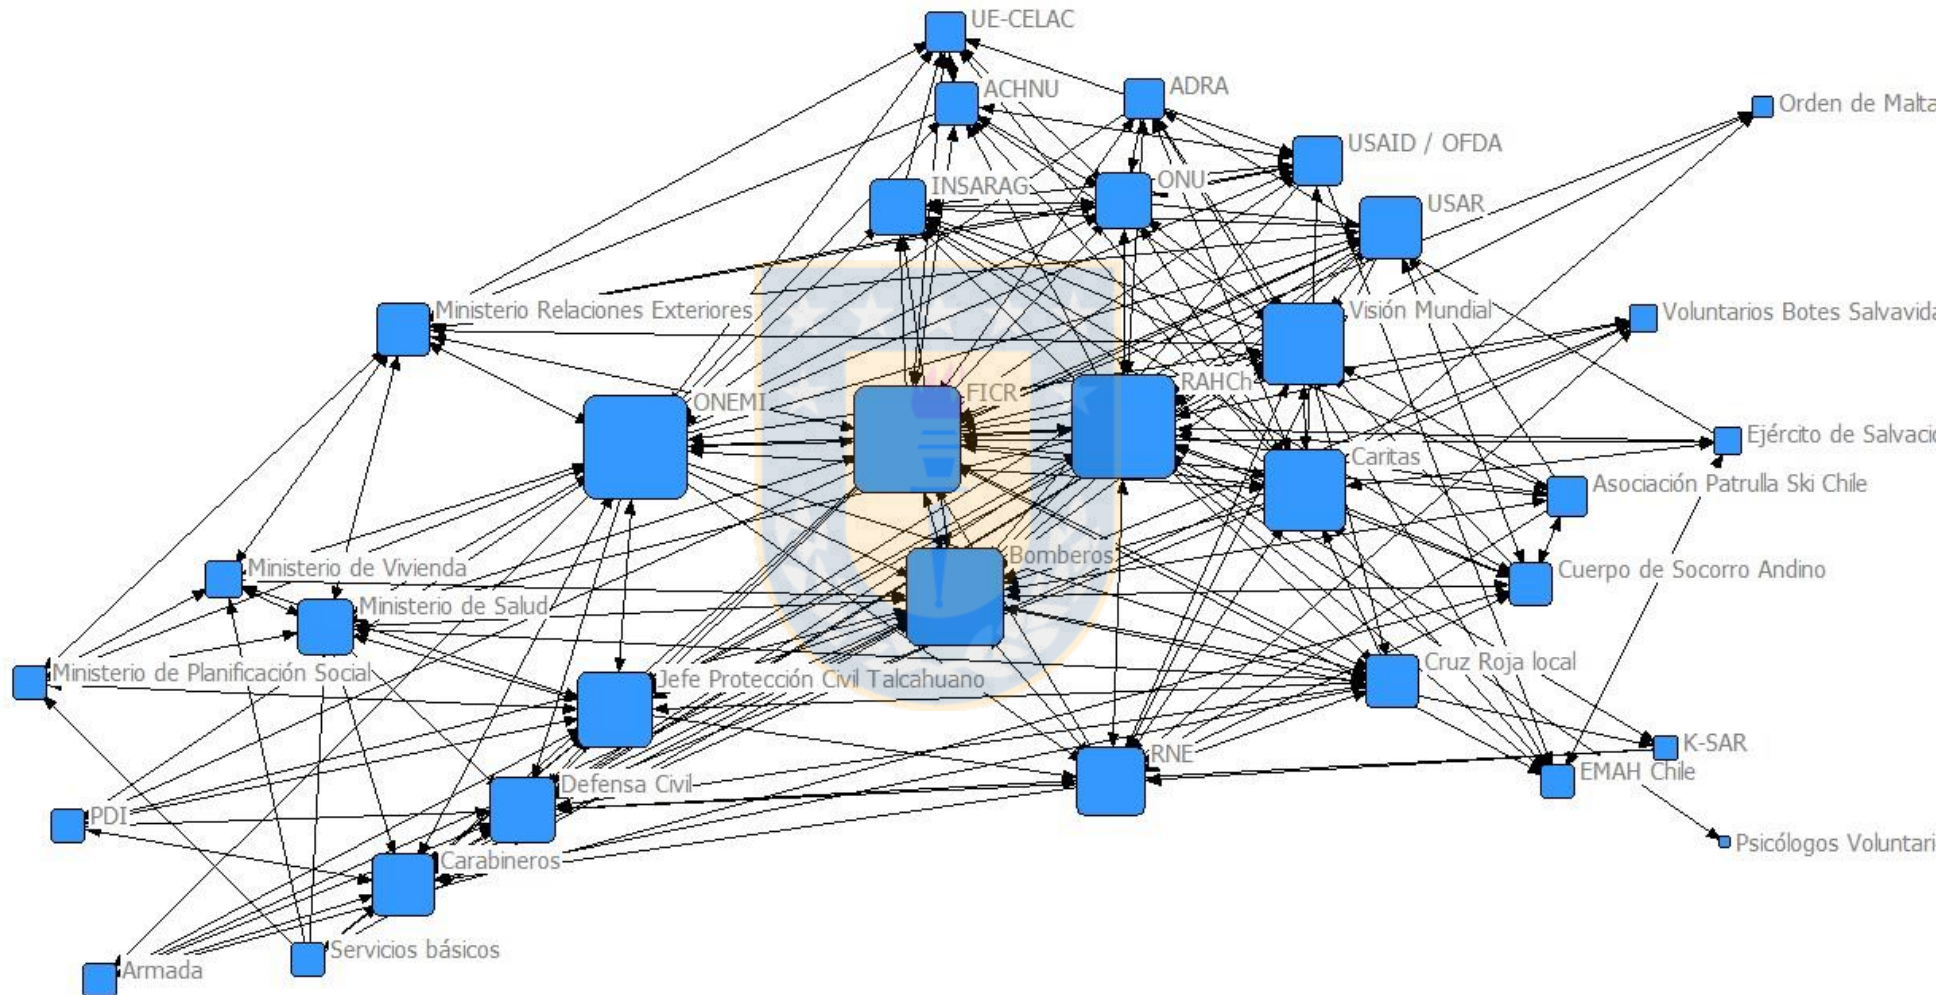 UE-CELAC
ACHNU
ADRA
Orden de Malta
USAID / OFDA
INSARAG
ONU
USAR
Ministerio Relaciones Exteriores
Visión Mundial
Voluntarios Botes Salvavida
ONEMI
FICR
RAHCh
Ejército de Salvació
Caritas
Asociación Patrulla Ski Chile
Bomberos
Ministerio de Vivienda
Cuerpo de Socorro Andino
Ministerio de Salud
Ministerio de Planificación Social
Jefe Protección Civil Talcahuano
Cruz Roja local
K-SAR
RNE
EMAH Chile
Defensa Civil
PDI
Psicólogos Voluntari
Carabineros
Servicios básicos
Armada